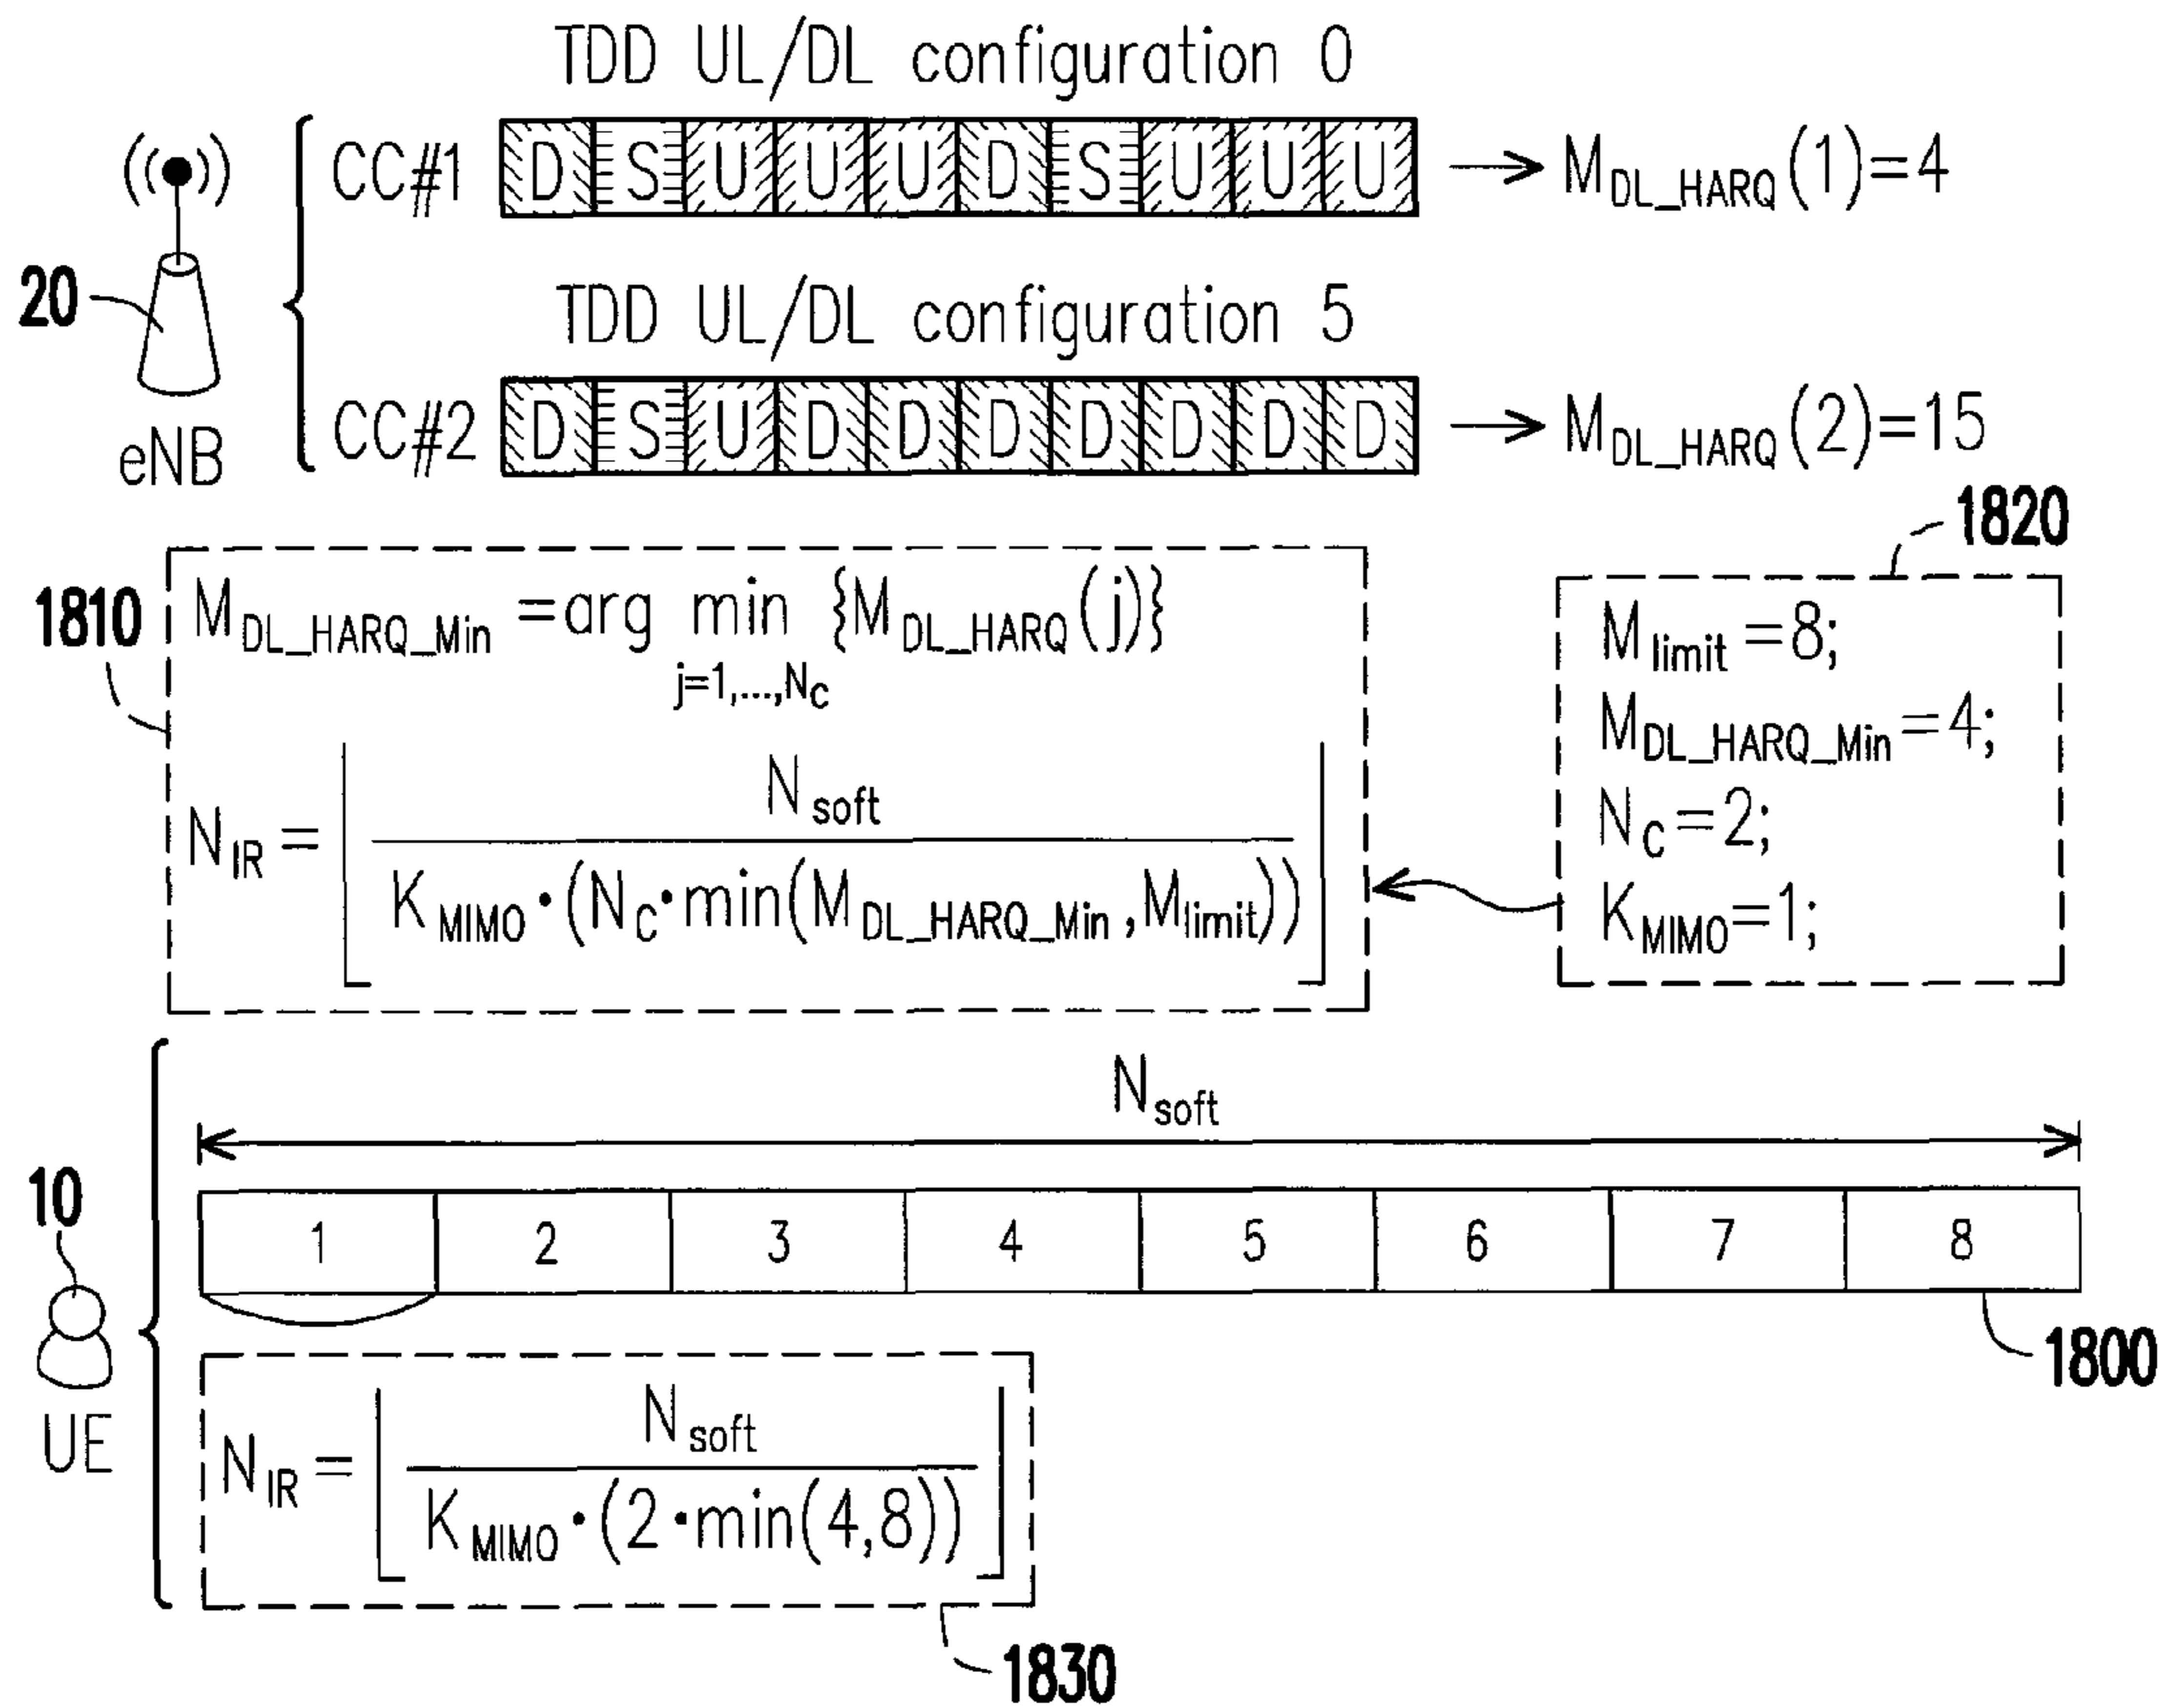 TDD UL/DL configuration 0
CC#1 D S U U U D S U U U → M_DL_HARQ(1)=4
20
TDD UL/DL configuration 5
eNB
CC#2 D S U D D D D D D D → M_DL_HARQ(2)=15
1820
1810
M_DL_HARQ_Min =arg min {M_DL_HARQ(j)}
j=1,...,N_C
N_IR = ⌊ N_soft / K_MIMO•(N_C•min(M_DL_HARQ_Min,M_limit)) ⌋
M_limit=8;
M_DL_HARQ_Min=4;
N_C=2;
K_MIMO=1;
N_soft
10
1 2 3 4 5 6 7 8
1800
UE
N_IR = ⌊ N_soft / K_MIMO•(2•min(4,8)) ⌋
1830